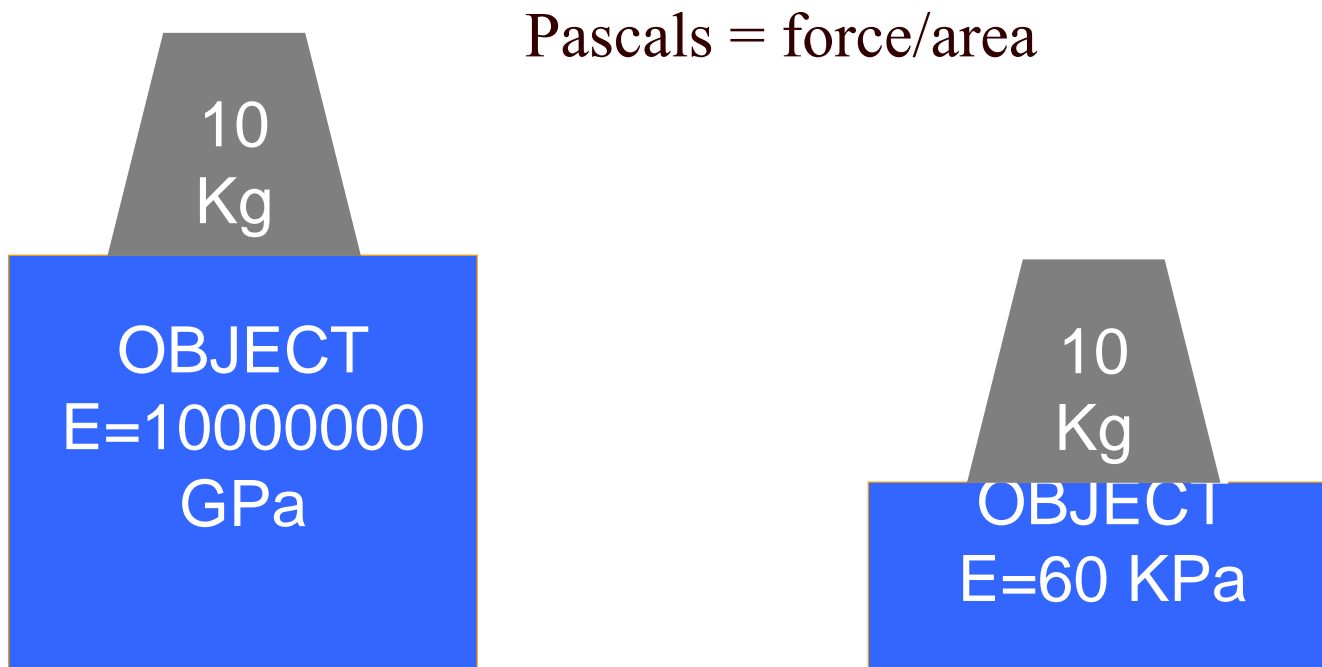 Pascals = force/area
10
Kg
OBJECT
E=10000000
GPa
10
Kg
OBJECT
E=60 KPa